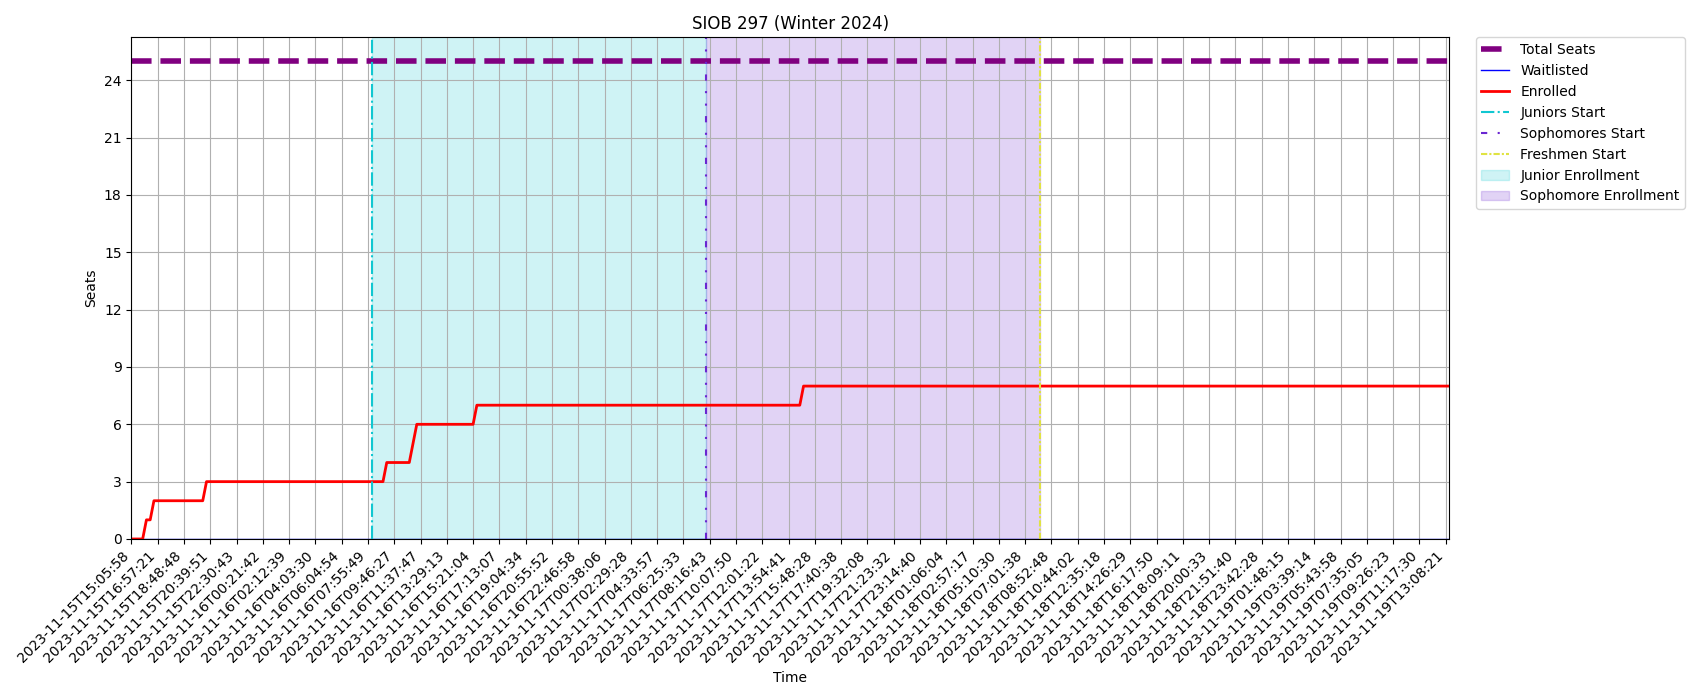 SIOB 297 (Winter 2024)
Total Seats
Waitlisted
Enrolled
Juniors Start
Sophomores Start
Freshmen Start
Junior Enrollment
Sophomore Enrollment
Seats
24
21
18
15
12
9
6
3
0
2023-11-15T15:05:58
2023-11-15T16:57:21
2023-11-15T18:48:48
2023-11-15T20:39:51
2023-11-15T22:30:43
2023-11-16T00:21:42
2023-11-16T02:12:39
2023-11-16T04:03:30
2023-11-16T06:04:54
2023-11-16T07:55:49
2023-11-16T09:46:27
2023-11-16T11:37:47
2023-11-16T13:29:13
2023-11-16T15:21:04
2023-11-16T17:13:07
2023-11-16T19:04:34
2023-11-16T20:55:52
2023-11-16T22:46:58
2023-11-17T00:38:06
2023-11-17T02:29:28
2023-11-17T04:33:57
2023-11-17T06:25:33
2023-11-17T08:16:43
2023-11-17T10:07:50
2023-11-17T12:01:22
2023-11-17T13:54:41
2023-11-17T15:48:28
2023-11-17T17:40:38
2023-11-17T19:32:08
2023-11-17T21:23:32
2023-11-17T23:14:40
2023-11-18T01:06:04
2023-11-18T02:57:17
2023-11-18T05:10:30
2023-11-18T07:01:38
2023-11-18T08:52:48
2023-11-18T10:44:02
2023-11-18T12:35:18
2023-11-18T14:26:29
2023-11-18T16:17:50
2023-11-18T18:09:11
2023-11-18T20:00:33
2023-11-18T21:51:40
2023-11-18T23:42:28
2023-11-19T01:48:15
2023-11-19T03:39:14
2023-11-19T05:43:58
2023-11-19T07:35:05
2023-11-19T09:26:23
2023-11-19T11:17:30
2023-11-19T13:08:21
Time